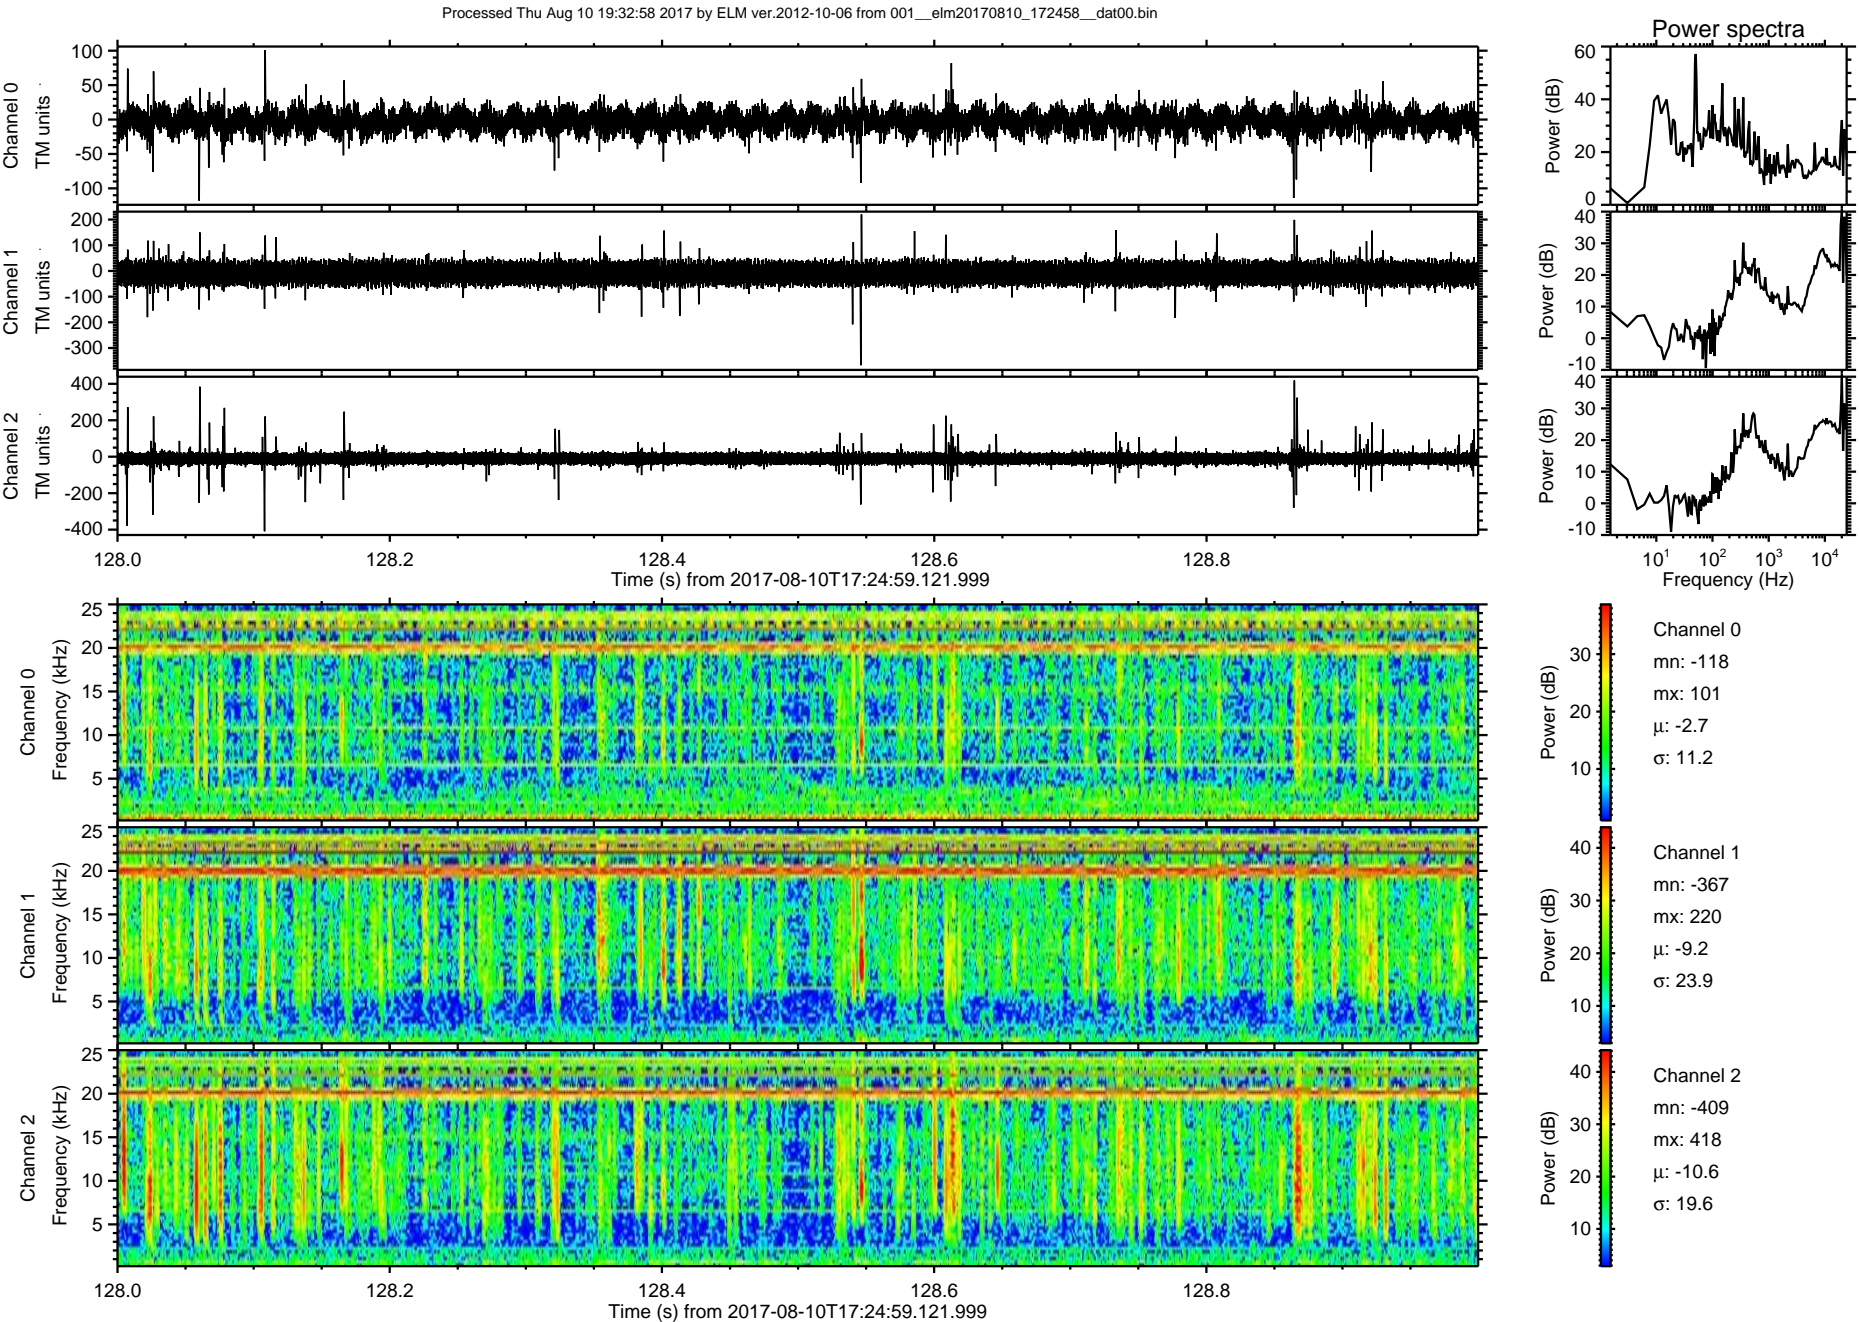 Processed Thu Aug 10 19:32:58 2017 by ELM ver.2012-10-06 from 001__elm20170810_172458__dat00.bin
Power spectra
Channel 0
TM units
100
50
0
-50
-100
Power (dB)
60
40
20
0
Channel 1
TM units
200
100
0
-100
-200
-300
Power (dB)
40
30
20
10
0
-10
Channel 2
TM units
400
200
0
-200
-400
Power (dB)
40
30
20
10
0
-10
128.0 128.2 128.4 128.6 128.8
Time (s) from 2017-08-10T17:24:59.121.999
10^1 10^2 10^3 10^4
Frequency (Hz)
Channel 0
Frequency (kHz)
25
20
15
10
5
Power (dB)
30
20
10
Channel 0
mn: -118
mx: 101
μ: -2.7
σ: 11.2
Channel 1
Frequency (kHz)
25
20
15
10
5
Power (dB)
40
30
20
10
Channel 1
mn: -367
mx: 220
μ: -9.2
σ: 23.9
Channel 2
Frequency (kHz)
25
20
15
10
5
Power (dB)
40
30
20
10
Channel 2
mn: -409
mx: 418
μ: -10.6
σ: 19.6
128.0 128.2 128.4 128.6 128.8
Time (s) from 2017-08-10T17:24:59.121.999